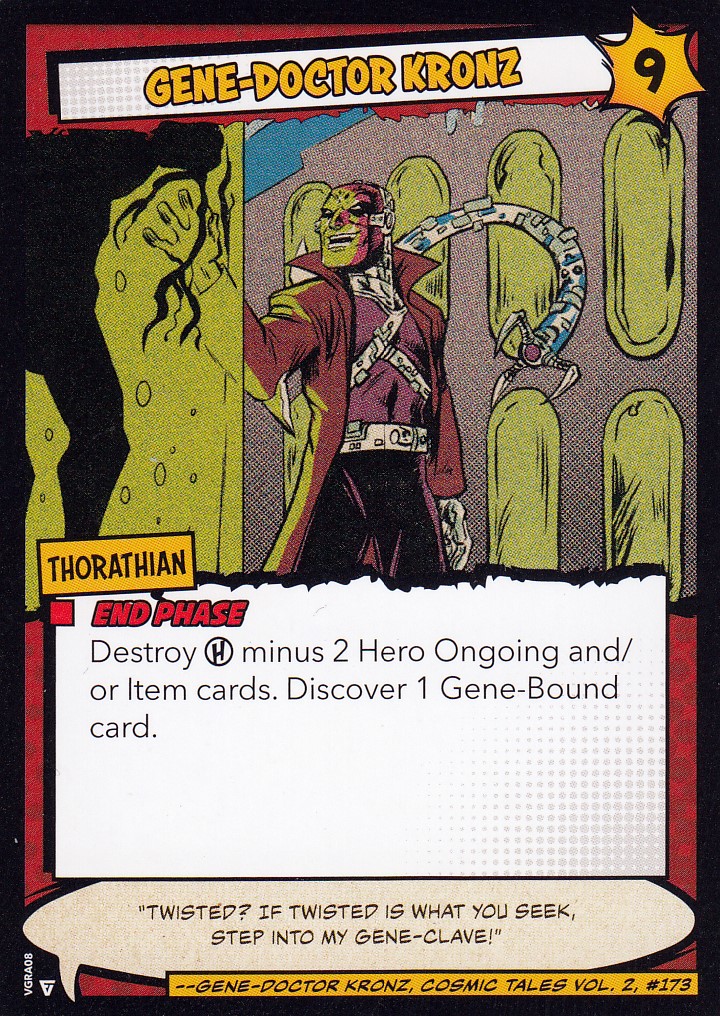 GENE-DOCTOR KRONZ
9
THORATHIAN
END PHASE
Destroy H minus 2 Hero Ongoing and/
or Item cards. Discover 1 Gene-Bound
card.
"TWISTED? IF TWISTED IS WHAT YOU SEEK,
STEP INTO MY GENE-CLAVE!"
--GENE-DOCTOR KRONZ, COSMIC TALES VOL. 2, #173
VGRA08